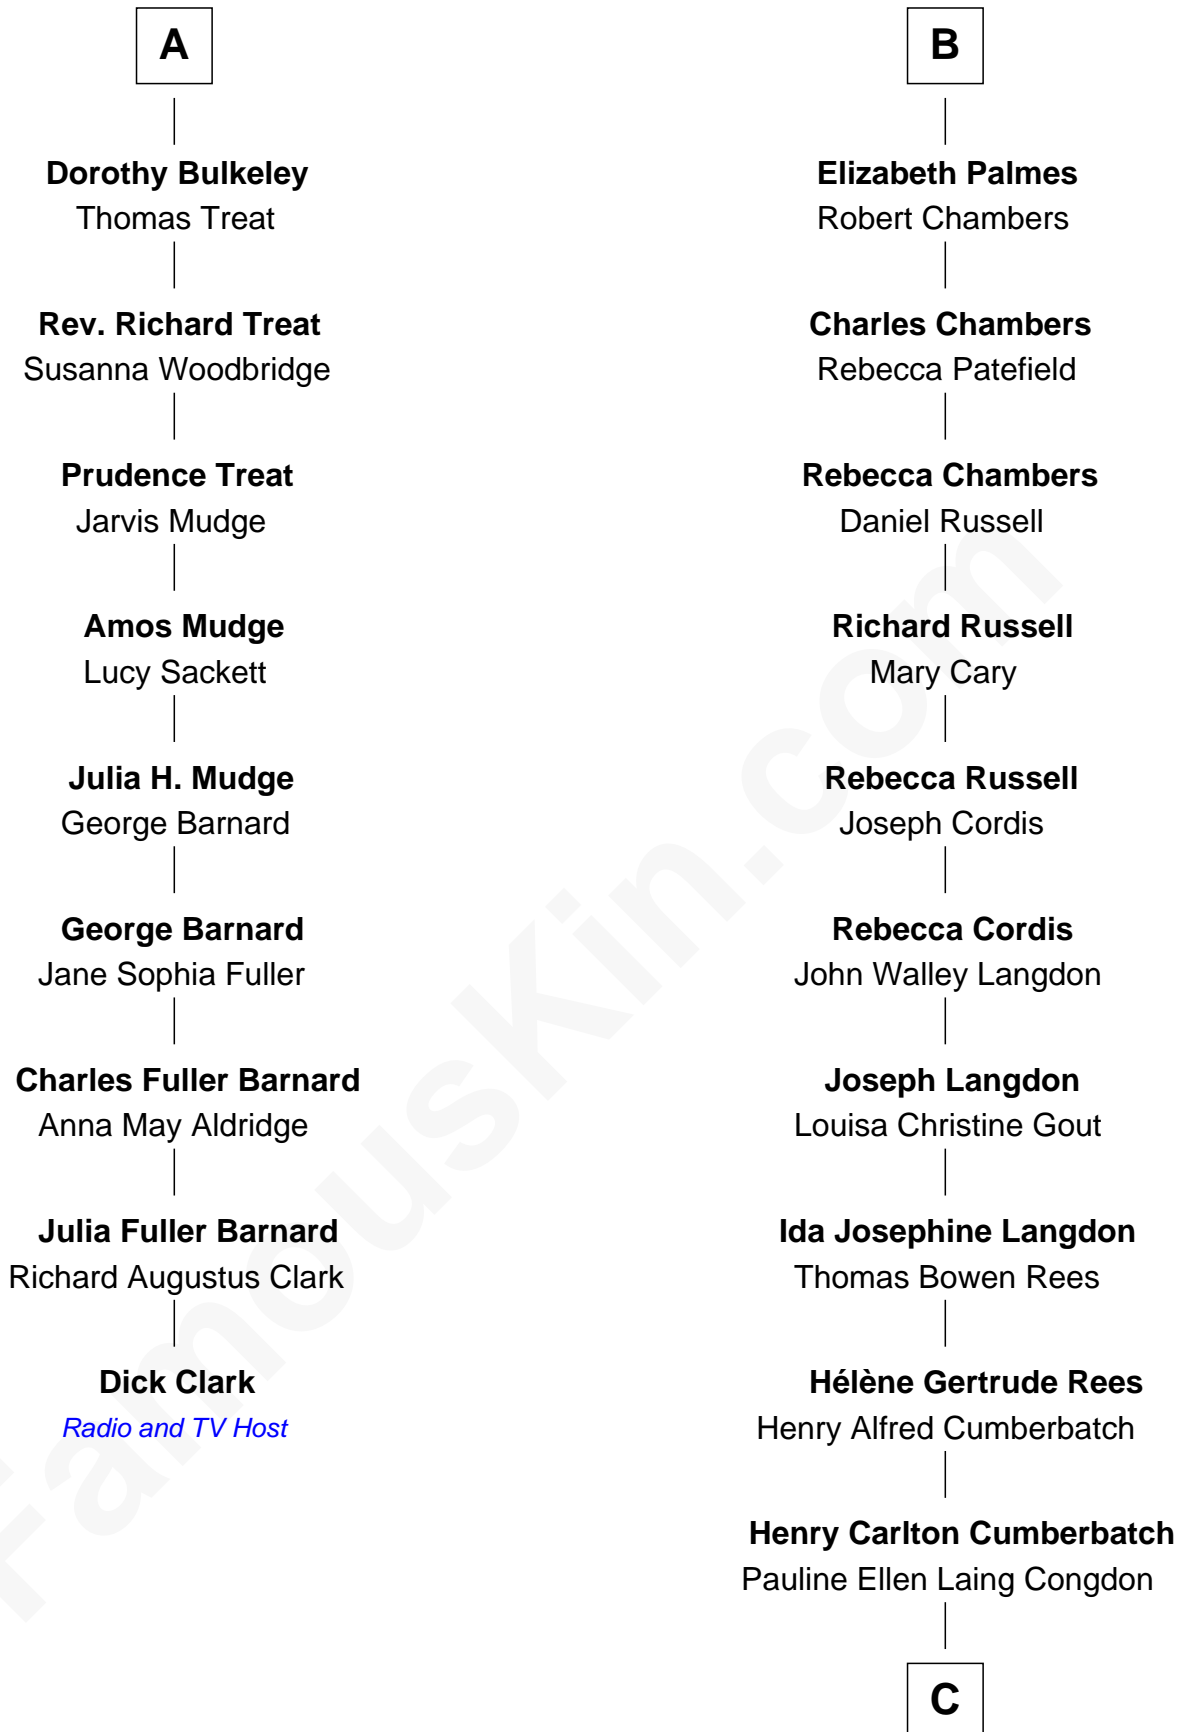 A
Dorothy Bulkeley
Thomas Treat
Rev. Richard Treat
Susanna Woodbridge
Prudence Treat
Jarvis Mudge
Amos Mudge
Lucy Sackett
Julia H. Mudge
George Barnard
George Barnard
Jane Sophia Fuller
Charles Fuller Barnard
Anna May Aldridge
Julia Fuller Barnard
Richard Augustus Clark
Dick Clark
Radio and TV Host
B
Elizabeth Palmes
Robert Chambers
Charles Chambers
Rebecca Patefield
Rebecca Chambers
Daniel Russell
Richard Russell
Mary Cary
Rebecca Russell
Joseph Cordis
Rebecca Cordis
John Walley Langdon
Joseph Langdon
Louisa Christine Gout
Ida Josephine Langdon
Thomas Bowen Rees
Hélène Gertrude Rees
Henry Alfred Cumberbatch
Henry Carlton Cumberbatch
Pauline Ellen Laing Congdon
C
FamousKin.com